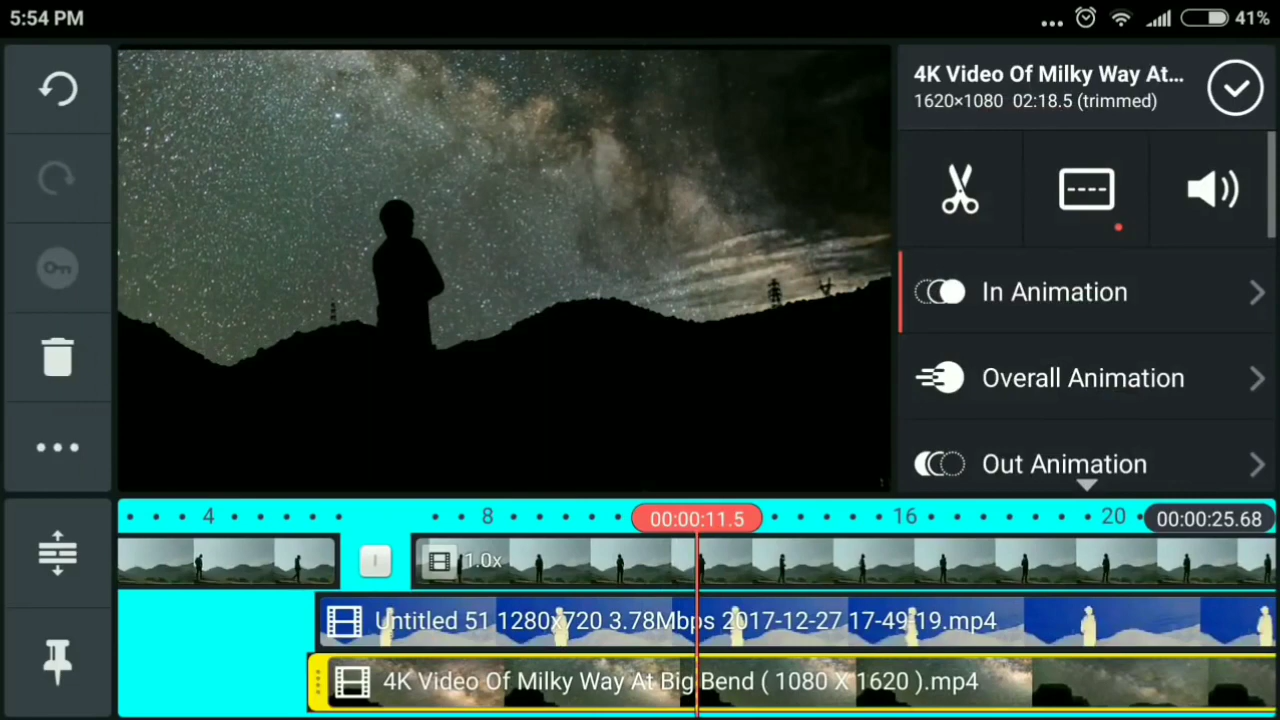 5:54 PM
41%
4K Video Of Milky Way At...
1620×1080 02:18.5 (trimmed)
In Animation
Overall Animation
Out Animation
4
8
00:00:11.5
16
20
00:00:25.68
1.0x
Untitled 51 1280x720 3.78Mbps 2017-12-27 17-49-19.mp4
4K Video Of Milky Way At Big Bend ( 1080 X 1620 ).mp4